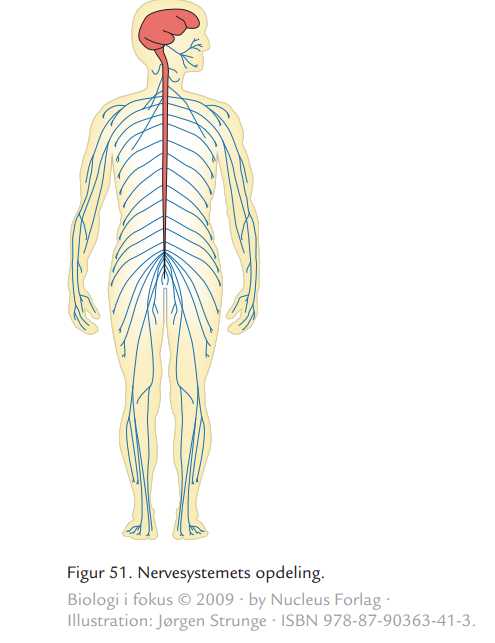 Figur 51. Nervesystemets opdeling.
Biologi i fokus © 2009 · by Nucleus Forlag ·
Illustration: Jørgen Strunge · ISBN 978-87-90363-41-3.